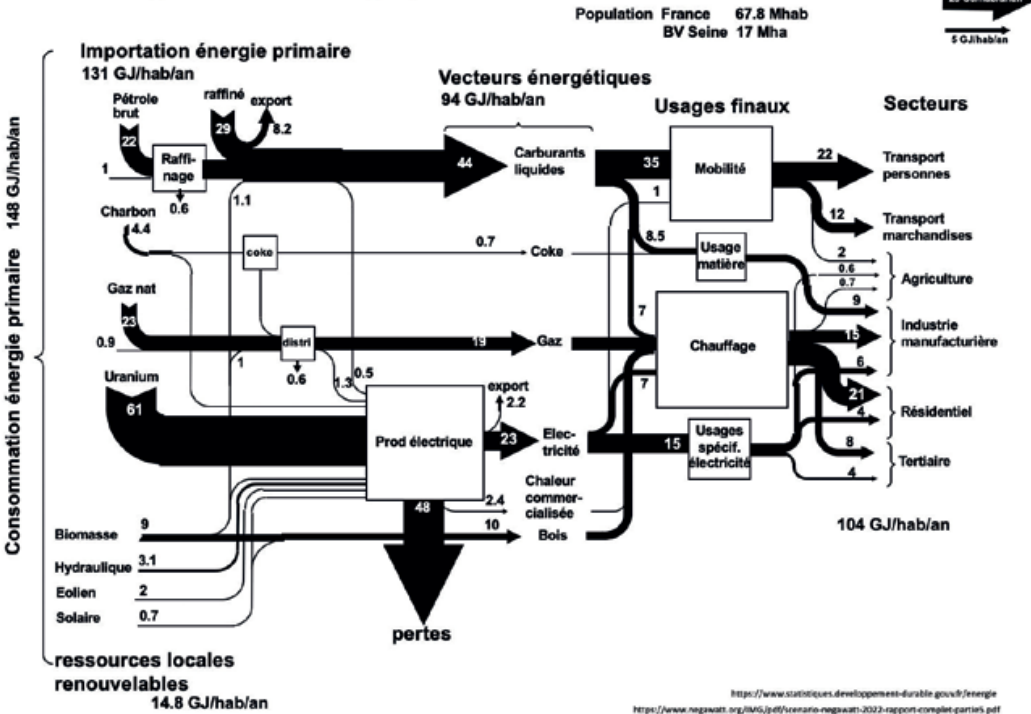 Population France 67.8 Mhab
BV Seine 17 Mha
5 GJ/hab/an
Importation énergie primaire
131 GJ/hab/an
Pétrole
brut
22
1
raffiné
29
export
8.2
Raffi-
nage
0.6
1.1
Vecteurs énergétiques
94 GJ/hab/an
44
Carburants
liquides
Usages finaux
35
Mobilité
1
Secteurs
22
Transport
personnes
12
Transport
marchandises
Charbon
4.4
coke
0.7
Coke
8.5
Usage
matière
2
0.6
0.7
Agriculture
9
Gaz nat
23
0.9
distri
0.6
1
1.3
0.5
19
Gaz
7
Chauffage
7
15
Industrie
manufacturière
6
21
Résidentiel
4
8
Tertiaire
4
Uranium
61
Prod électrique
export
2.2
23
Elec-
tricité
15
Usages
spécif.
électricité
48
2.4
Chaleur
commer-
cialisée
10
Bois
pertes
104 GJ/hab/an
Biomasse
9
Hydraulique
3.1
Eolien
2
Solaire
0.7
ressources locales
renouvelables
14.8 GJ/hab/an
Consommation énergie primaire 148 GJ/hab/an
https://www.statistiques.developpement-durable.gouv.fr/energie
https://www.negawatt.org/IMG/pdf/scenario-negawatt-2022-rapport-complet-partie5.pdf